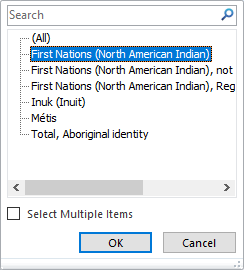 Search
(All)
First Nations (North American Indian)
First Nations (North American Indian), not
First Nations (North American Indian), Reg
Inuk (Inuit)
Métis
Total, Aboriginal identity
Select Multiple Items
OK
Cancel